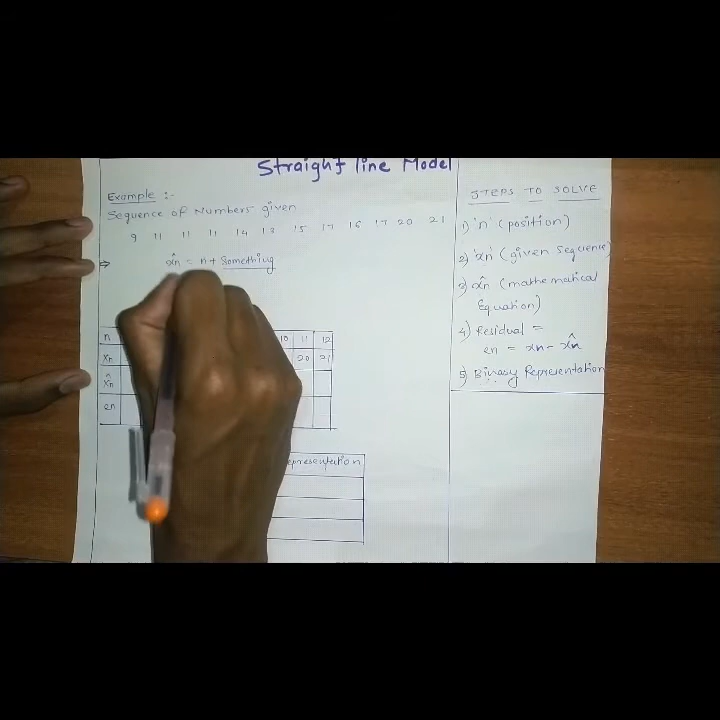 Straight line Model
Example :-
Sequence of Numbers given
9 11 11 11 14 13 15 17 16 17 20 21
⇒ x̂n = n + something
n 10 11 12
xn 20 21
x̂n
en
epresentation
STEPS TO SOLVE
1) 'n' (position)
2) 'xn' (given sequence)
3) x̂n (mathematical
Equation)
4) Residual =
en = xn - x̂n
5) Binary Representation